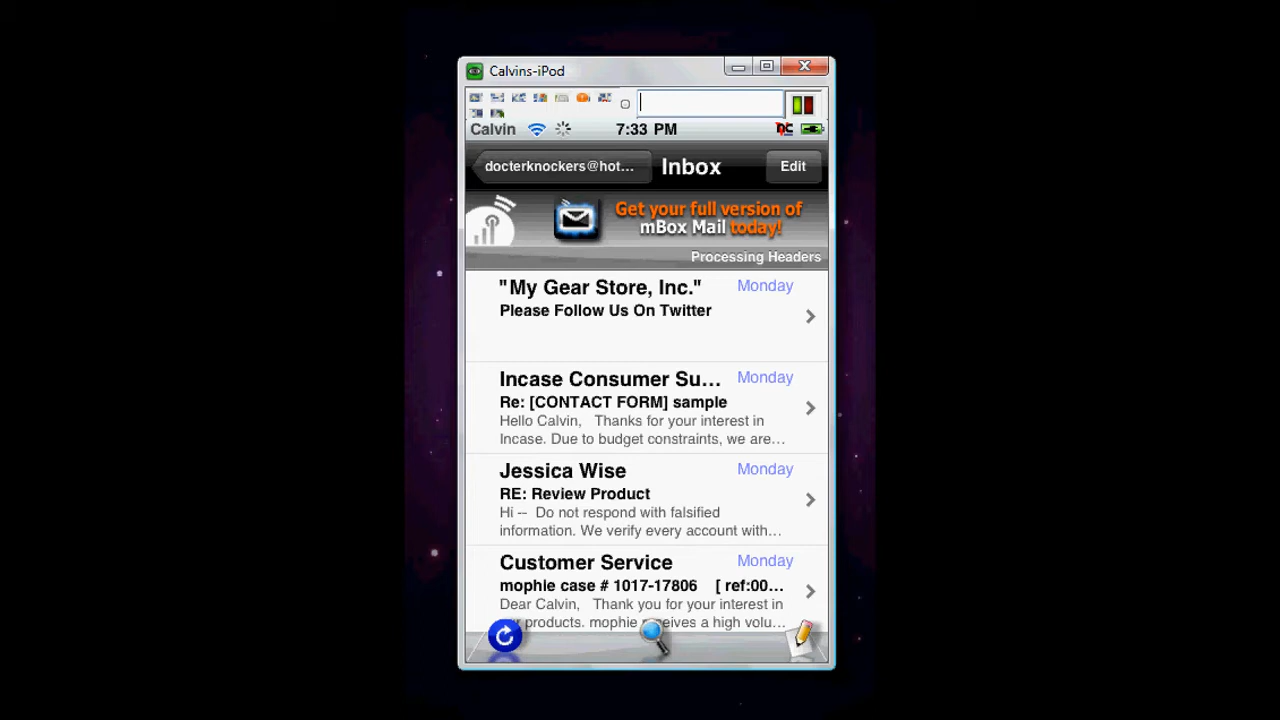 Calvins-iPod
Calvin 7:33 PM
docterknockers@hot... Inbox Edit
Get your full version of
mBox Mail today!
Processing Headers
"My Gear Store, Inc." Monday
Please Follow Us On Twitter
Incase Consumer Su... Monday
Re: [CONTACT FORM] sample
Hello Calvin, Thanks for your interest in
Incase. Due to budget constraints, we are...
Jessica Wise Monday
RE: Review Product
Hi -- Do not respond with falsified
information. We verify every account with...
Customer Service Monday
mophie case # 1017-17806 [ ref:00...
Dear Calvin, Thank you for your interest in
products. mophie receives a high volu...